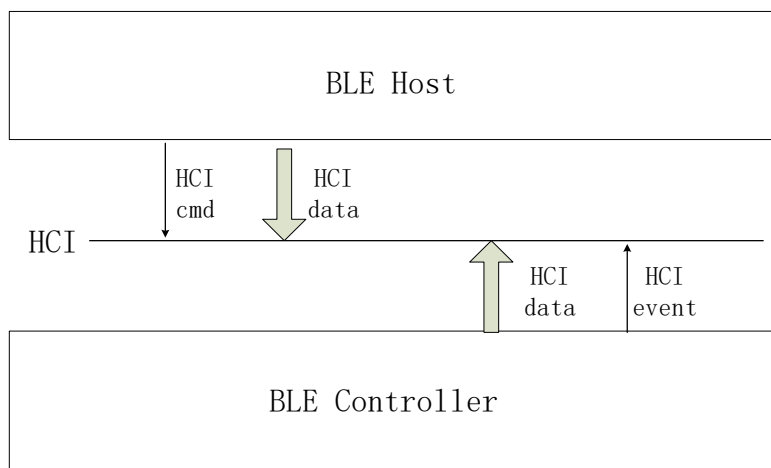 BLE Host
HCI
cmd
HCI
data
HCI
HCI
data
HCI
event
BLE Controller